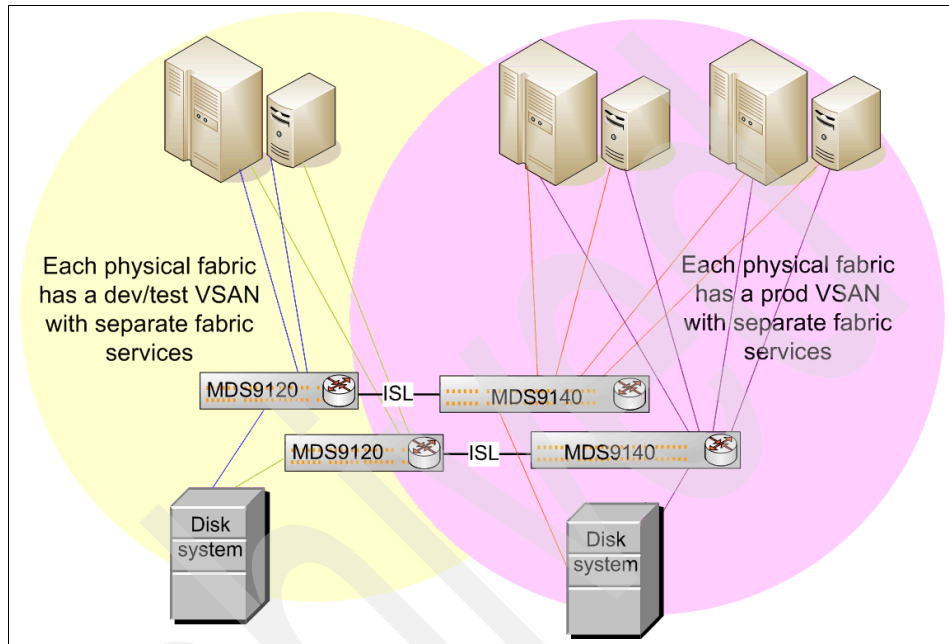 Each physical fabric
has a dev/test VSAN
with separate fabric
services
Each physical fabric
has a prod VSAN
with separate fabric
services
MDS9120
ISL
MDS9140
MDS9120
ISL
MDS9140
Disk
system
Disk
system